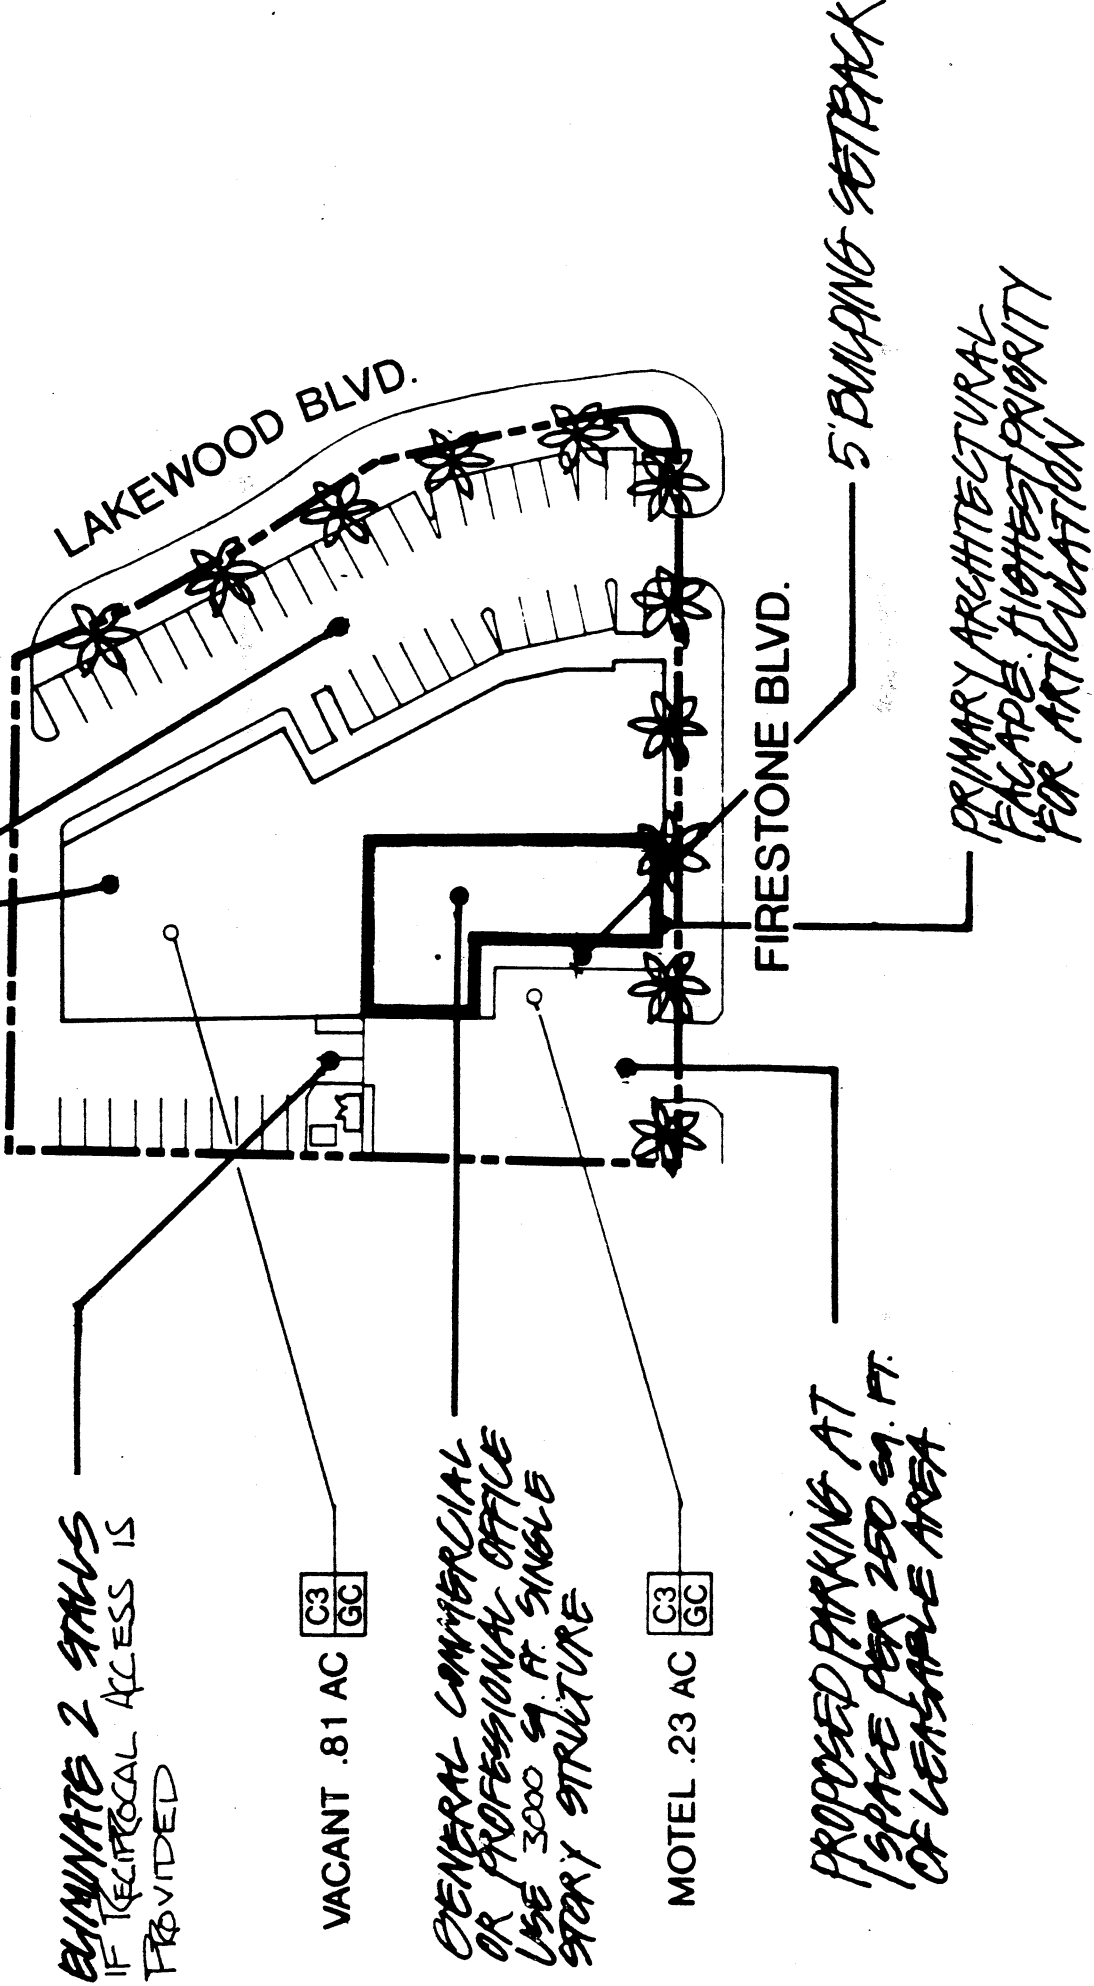 LAKEWOOD BLVD.
FIRESTONE BLVD.
5' BUILDING SETBACK
PRIMARY ARCHITECTURAL
FACADE: HIGHEST PRIORITY
FOR ARTICULATION
ELIMINATE 2 STALLS
IF RECIPROCAL ACCESS IS
PROVIDED
VACANT .81 AC
C3
GC
GENERAL COMMERCIAL
OR PROFESSIONAL OFFICE
USE 3000 SQ. FT. SINGLE
STORY STRUCTURE
MOTEL .23 AC
C3
GC
PROPOSED PARKING AT
1 SPACE PER 250 SQ. FT.
OF LEASABLE AREA